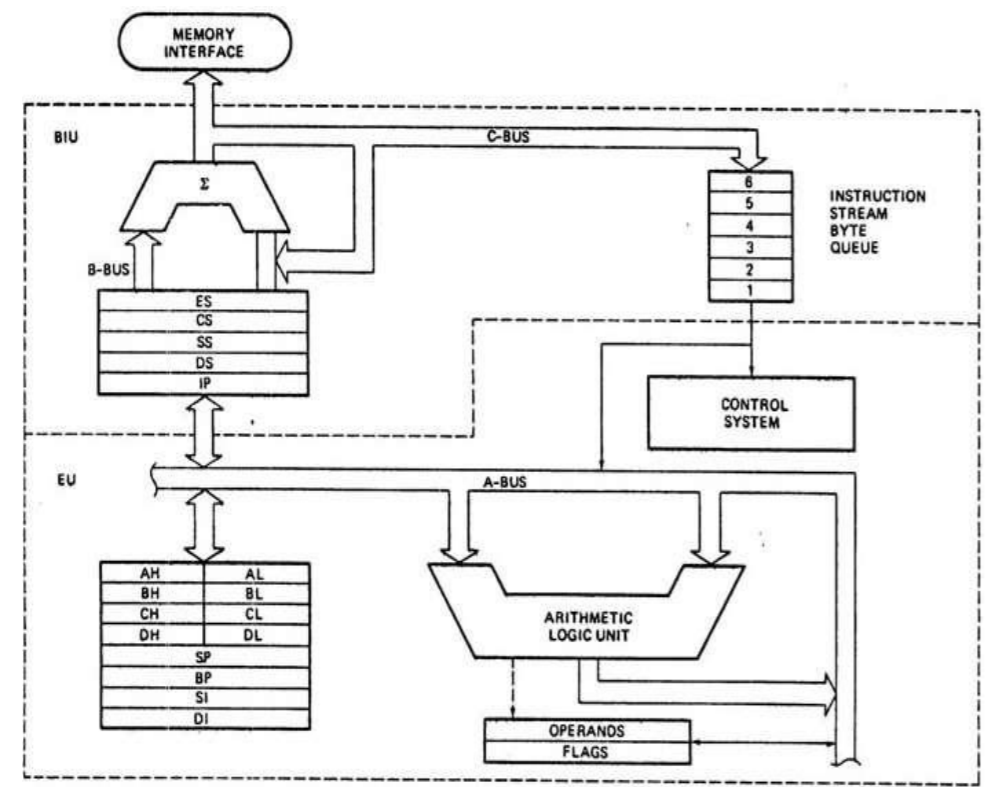 MEMORY
INTERFACE
BIU
C-BUS
Σ
6
5
4
3
2
1
INSTRUCTION
STREAM
BYTE
QUEUE
B-BUS
ES
CS
SS
DS
IP
CONTROL
SYSTEM
EU
A-BUS
AH AL
BH BL
CH CL
DH DL
SP
BP
SI
DI
ARITHMETIC
LOGIC UNIT
OPERANDS
FLAGS